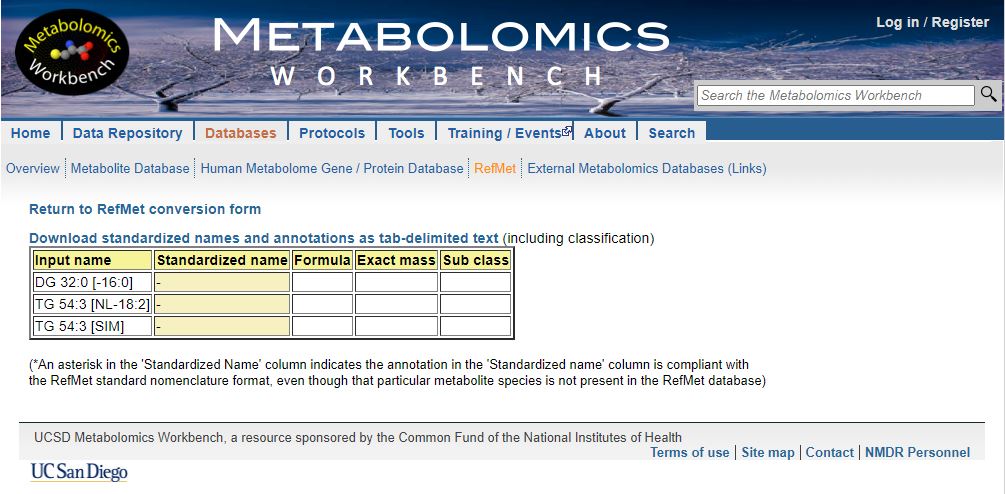 Metabolomics
Workbench
METABOLOMICS
WORKBENCH
Log in / Register
Search the Metabolomics Workbench
Home Data Repository Databases Protocols Tools Training / Events About Search
Overview Metabolite Database Human Metabolome Gene / Protein Database RefMet External Metabolomics Databases (Links)
Return to RefMet conversion form
Download standardized names and annotations as tab-delimited text (including classification)
Input name Standardized name Formula Exact mass Sub class
DG 32:0 [-16:0] -
TG 54:3 [NL-18:2] -
TG 54:3 [SIM] -
(*An asterisk in the 'Standardized Name' column indicates the annotation in the 'Standardized name' column is compliant with
the RefMet standard nomenclature format, even though that particular metabolite species is not present in the RefMet database)
UCSD Metabolomics Workbench, a resource sponsored by the Common Fund of the National Institutes of Health
Terms of use | Site map | Contact | NMDR Personnel
UC San Diego